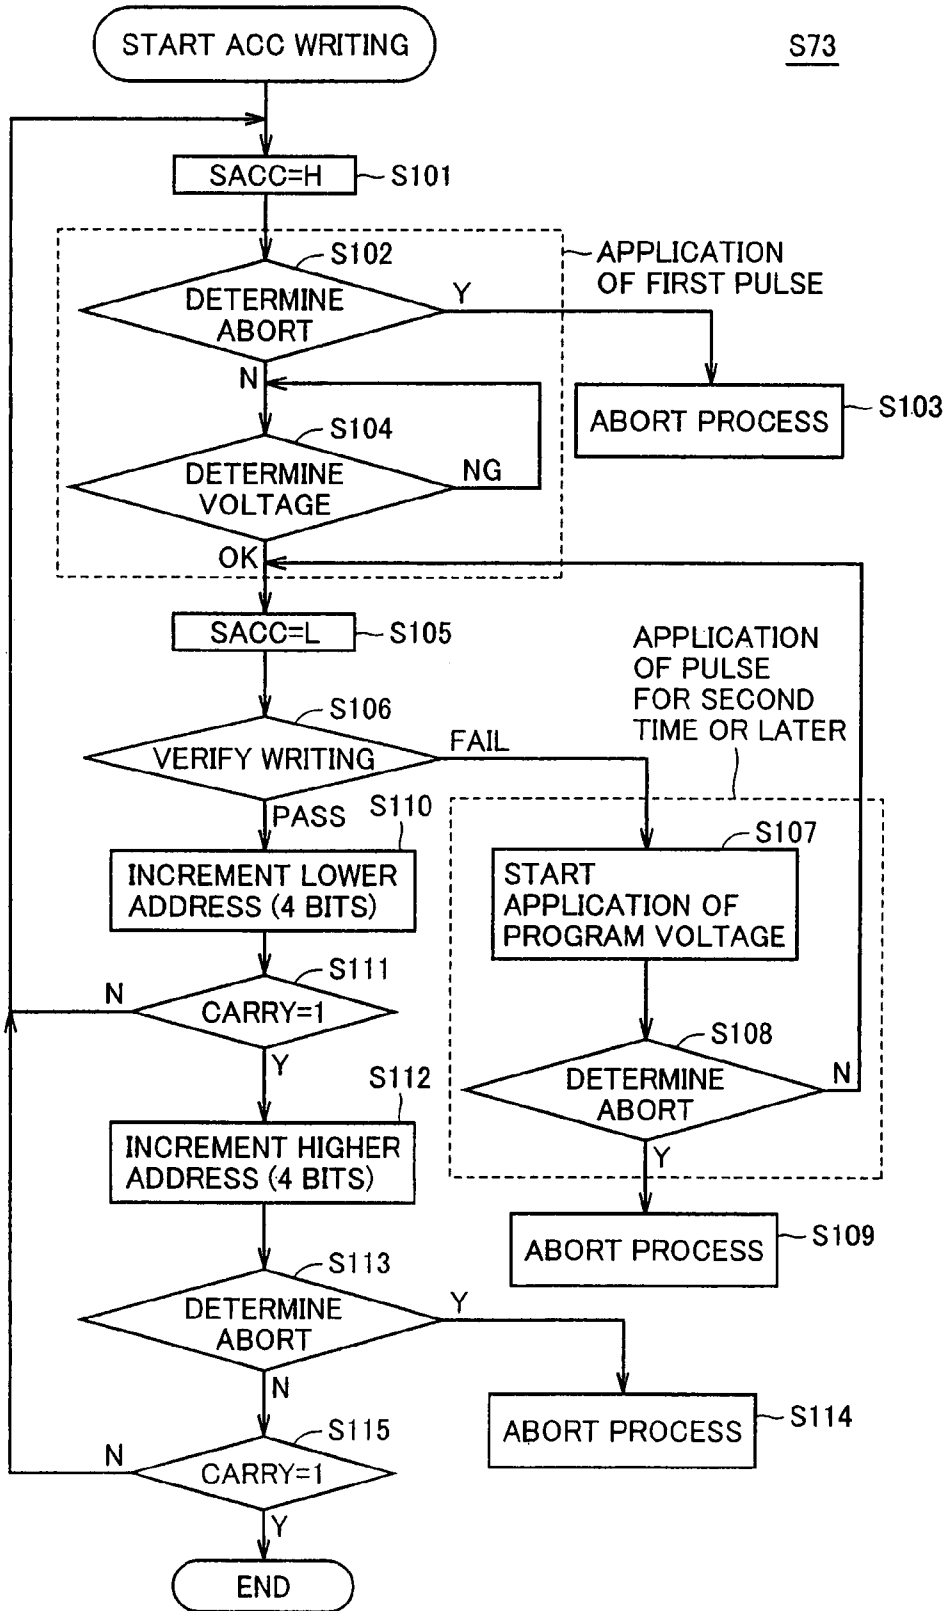 START ACC WRITING
S73
SACC=H
S101
S102
APPLICATION
OF FIRST PULSE
DETERMINE
ABORT
Y
N
ABORT PROCESS
S103
S104
DETERMINE
VOLTAGE
NG
OK
SACC=L
S105
APPLICATION
OF PULSE
FOR SECOND
TIME OR LATER
S106
VERIFY WRITING
FAIL
PASS
S110
S107
INCREMENT LOWER
ADDRESS (4 BITS)
START
APPLICATION OF
PROGRAM VOLTAGE
S111
N
CARRY=1
Y
S108
DETERMINE
ABORT
N
Y
S112
INCREMENT HIGHER
ADDRESS (4 BITS)
ABORT PROCESS
S109
S113
DETERMINE
ABORT
Y
N
ABORT PROCESS
S114
S115
N
CARRY=1
Y
END